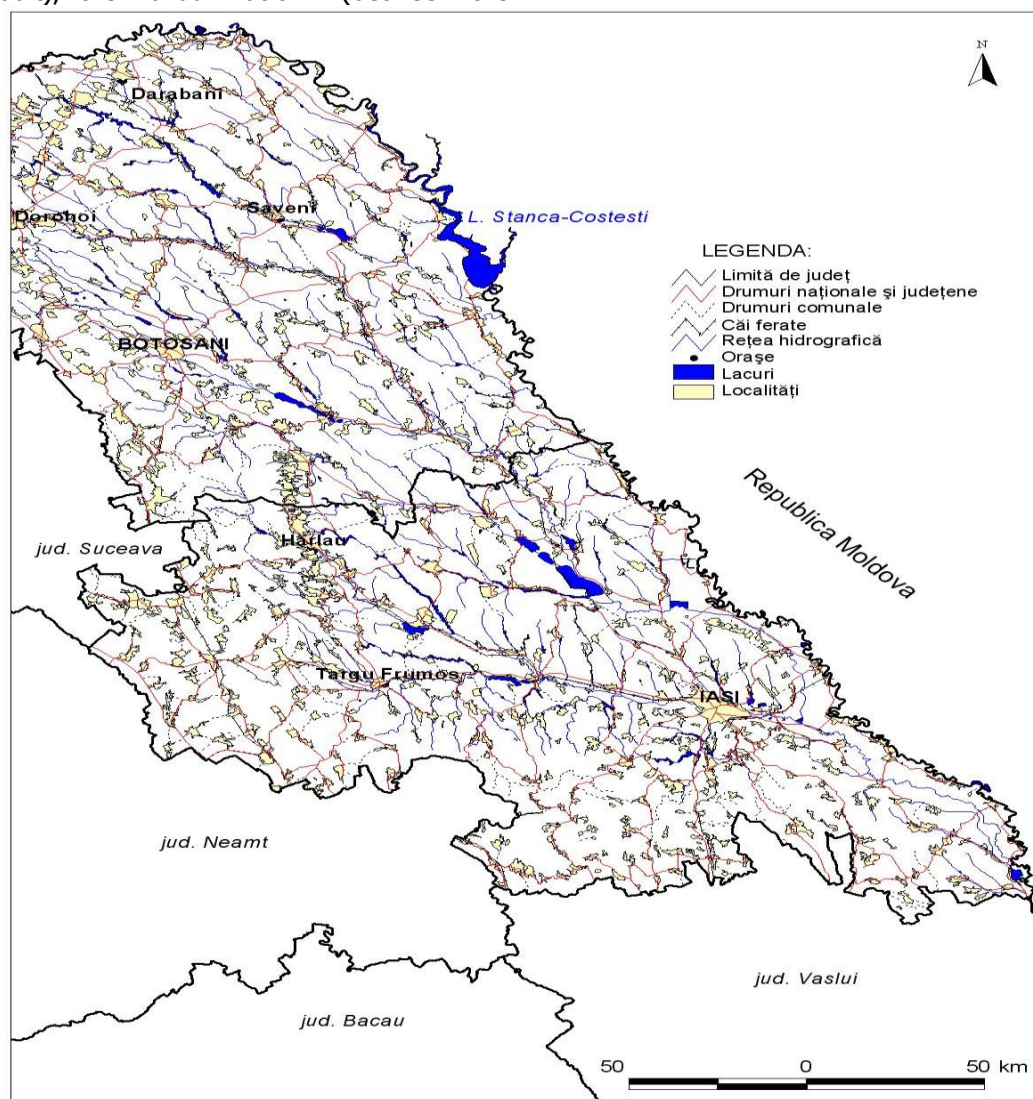 N
Darabani
Saveni
Dorohoi
L. Stanca-Costesti
LEGENDA:
Limită de județ
Drumuri naționale și județene
Drumuri comunale
Căi ferate
Rețea hidrografică
Orașe
Lacuri
Localități
BOTOSANI
Republica Moldova
jud. Suceava
Harlau
Targu Frumos
IASI
jud. Neamt
jud. Vaslui
jud. Bacau
50 0 50 km